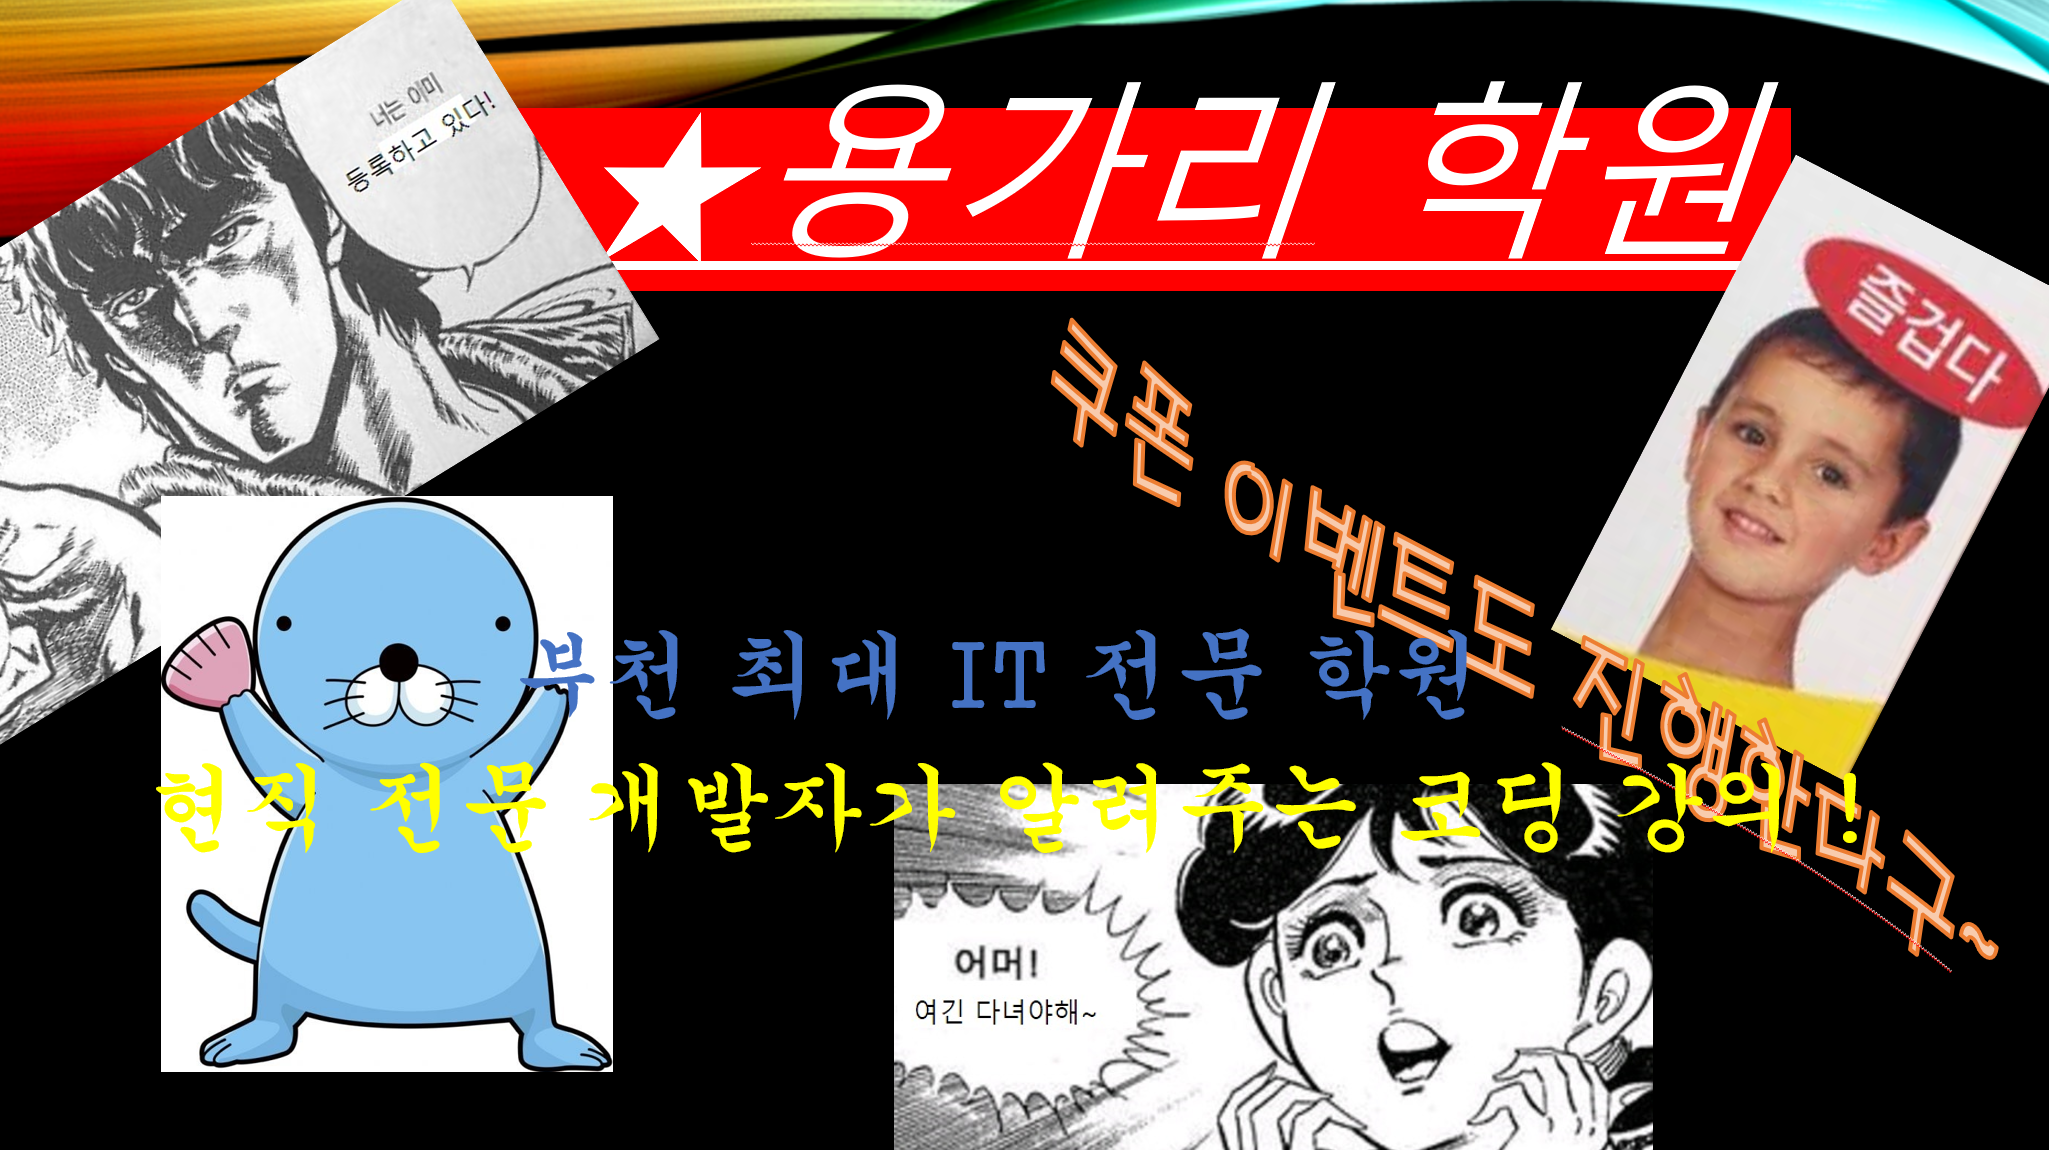 너는 이미
등록하고 있다!
★용가리 학원
즐겁다
쿠폰 이벤트도 진행한다구~
부천 최대 IT 전문 학원
현직 전문 개발자가 알려주는 코딩 강의!
어머!
여긴 다녀야해~